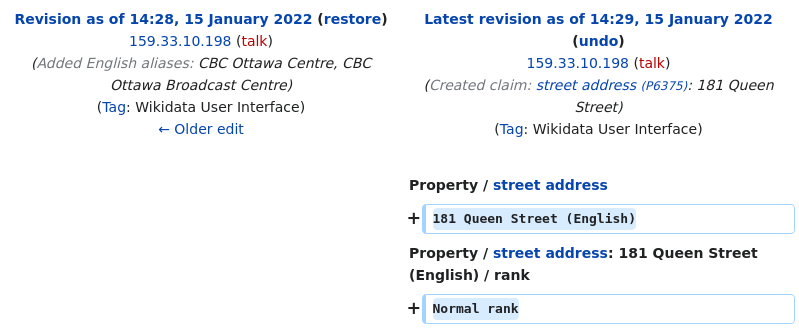 Revision as of 14:28, 15 January 2022 (restore)
159.33.10.198 (talk)
(Added English aliases: CBC Ottawa Centre, CBC
Ottawa Broadcast Centre)
(Tag: Wikidata User Interface)
← Older edit
Latest revision as of 14:29, 15 January 2022
(undo)
159.33.10.198 (talk)
(Created claim: street address (P6375): 181 Queen
Street)
(Tag: Wikidata User Interface)
Property / street address
+ 181 Queen Street (English)
Property / street address: 181 Queen Street
(English) / rank
+ Normal rank